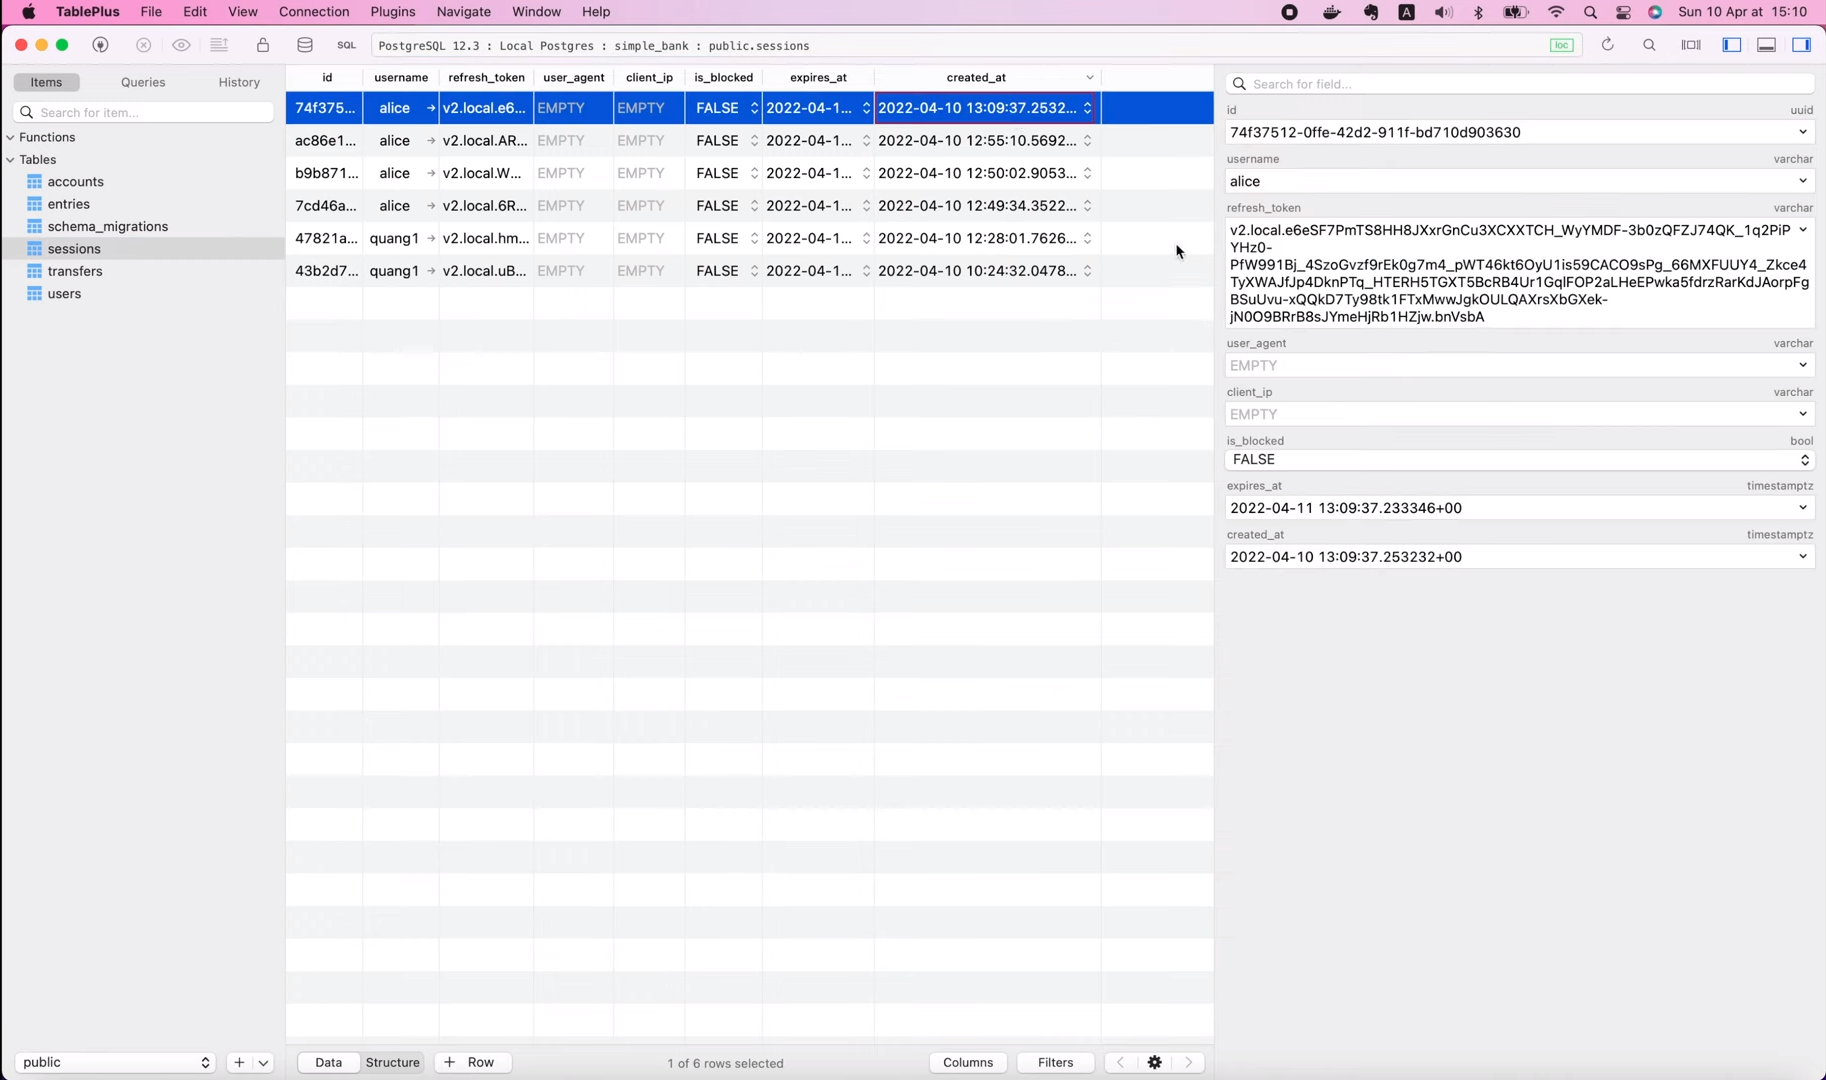 TablePlus File Edit View Connection Plugins Navigate Window Help A Sun 10 Apr at 15:10
SQL PostgreSQL 12.3 : Local Postgres : simple_bank : public.sessions loc
Items Queries History
Search for item...
Functions
Tables
accounts
entries
schema_migrations
sessions
transfers
users
id username refresh_token user_agent client_ip is_blocked expires_at created_at
74f375... alice v2.local.e6... EMPTY EMPTY FALSE 2022-04-1... 2022-04-10 13:09:37.2532...
ac86e1... alice v2.local.AR... EMPTY EMPTY FALSE 2022-04-1... 2022-04-10 12:55:10.5692...
b9b871... alice v2.local.W... EMPTY EMPTY FALSE 2022-04-1... 2022-04-10 12:50:02.9053...
7cd46a... alice v2.local.6R... EMPTY EMPTY FALSE 2022-04-1... 2022-04-10 12:49:34.3522...
47821a... quang1 v2.local.hm... EMPTY EMPTY FALSE 2022-04-1... 2022-04-10 12:28:01.7626...
43b2d7... quang1 v2.local.uB... EMPTY EMPTY FALSE 2022-04-1... 2022-04-10 10:24:32.0478...
Search for field...
id uuid
74f37512-0ffe-42d2-911f-bd710d903630
username varchar
alice
refresh_token varchar
v2.local.e6eSF7PmTS8HH8JXxrGnCu3XCXXTCH_WyYMDF-3b0zQFZJ74QK_1q2PiP
YHz0-
PfW991Bj_4SzoGvzf9rEk0g7m4_pWT46kt6OyU1is59CACO9sPg_66MXFUUY4_Zkce4
TyXWAJfJp4DknPTq_HTERH5TGXT5BcRB4Ur1GqlFOP2aLHeEPwka5fdrzRarKdJAorpFg
BSuUvu-xQQkD7Ty98tk1FTxMwwJgkOULQAXrsXbGXek-
jN0O9BRrB8sJYmeHjRb1HZjw.bnVsbA
user_agent varchar
EMPTY
client_ip varchar
EMPTY
is_blocked bool
FALSE
expires_at timestamptz
2022-04-11 13:09:37.233346+00
created_at timestamptz
2022-04-10 13:09:37.253232+00
public Data Structure + Row 1 of 6 rows selected Columns Filters